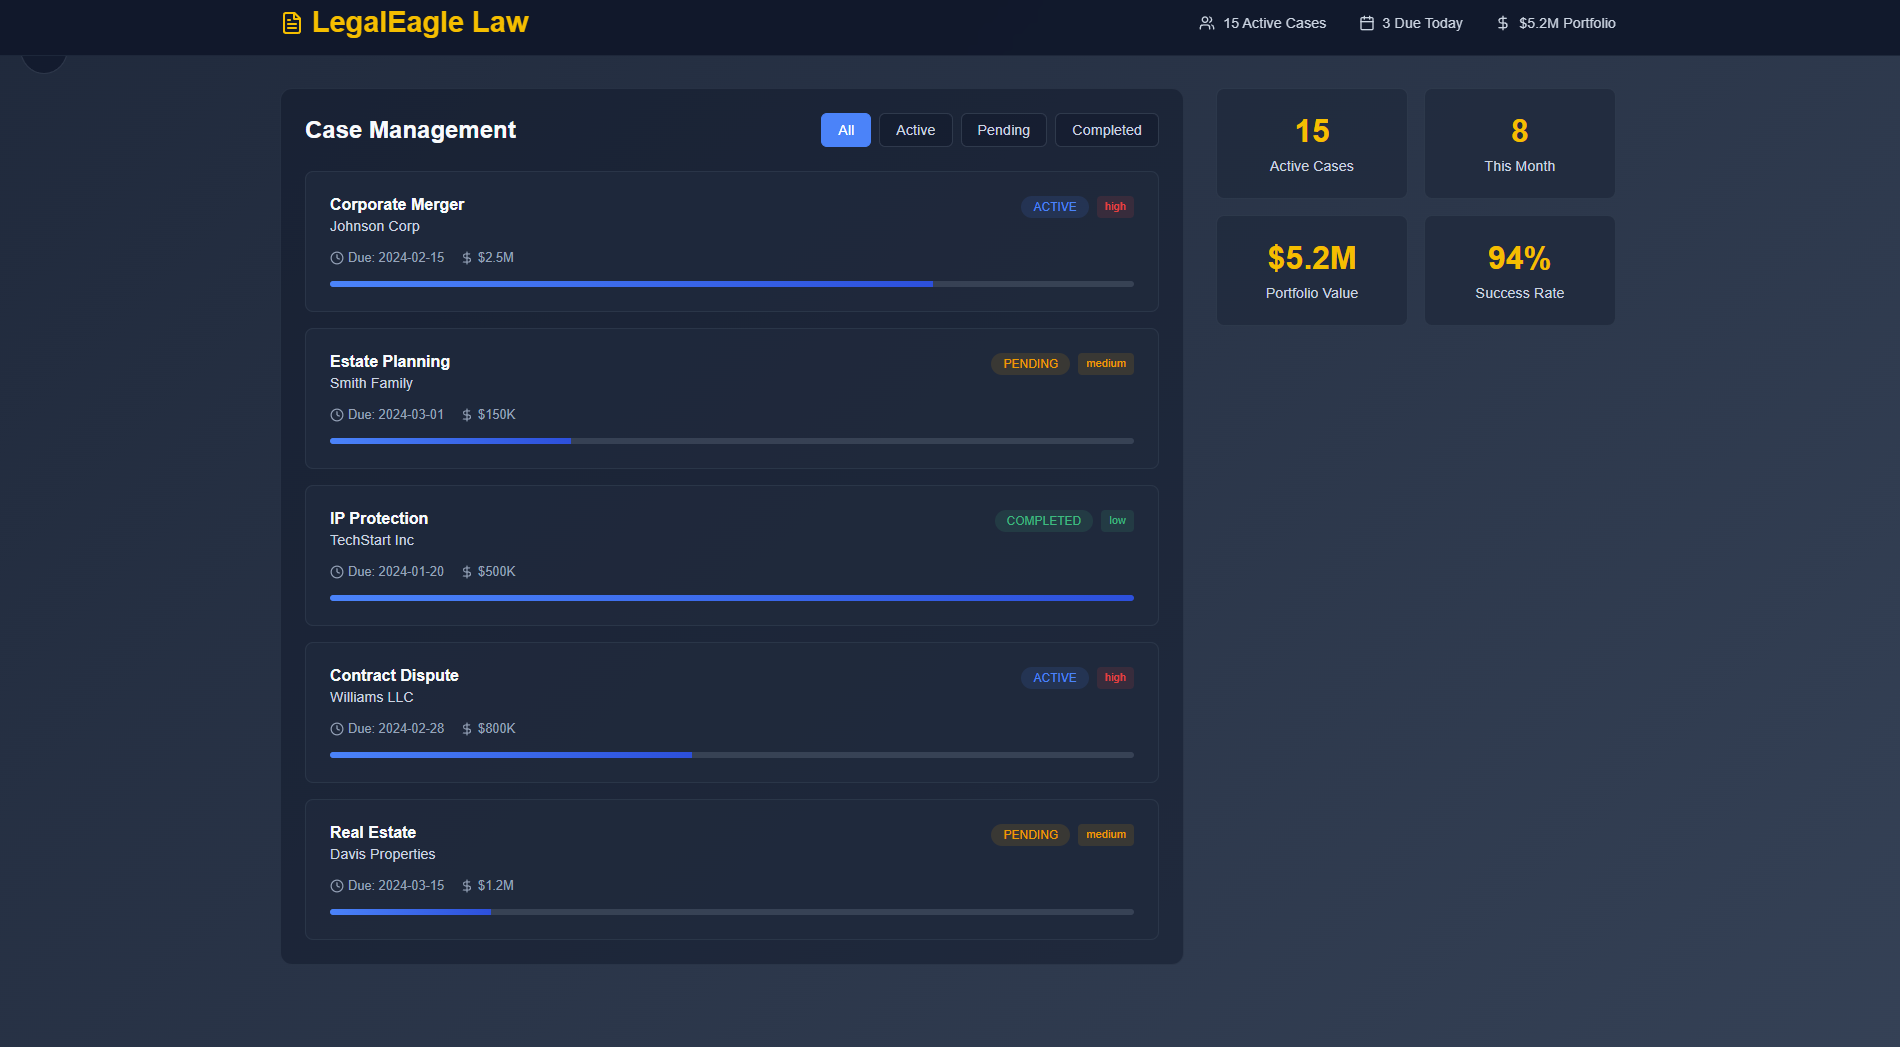 LegalEagle Law
15 Active Cases
3 Due Today
$5.2M Portfolio
Case Management
All
Active
Pending
Completed
Corporate Merger
ACTIVE
high
Johnson Corp
Due: 2024-02-15
$2.5M
Estate Planning
PENDING
medium
Smith Family
Due: 2024-03-01
$150K
IP Protection
COMPLETED
low
TechStart Inc
Due: 2024-01-20
$500K
Contract Dispute
ACTIVE
high
Williams LLC
Due: 2024-02-28
$800K
Real Estate
PENDING
medium
Davis Properties
Due: 2024-03-15
$1.2M
15
Active Cases
8
This Month
$5.2M
Portfolio Value
94%
Success Rate